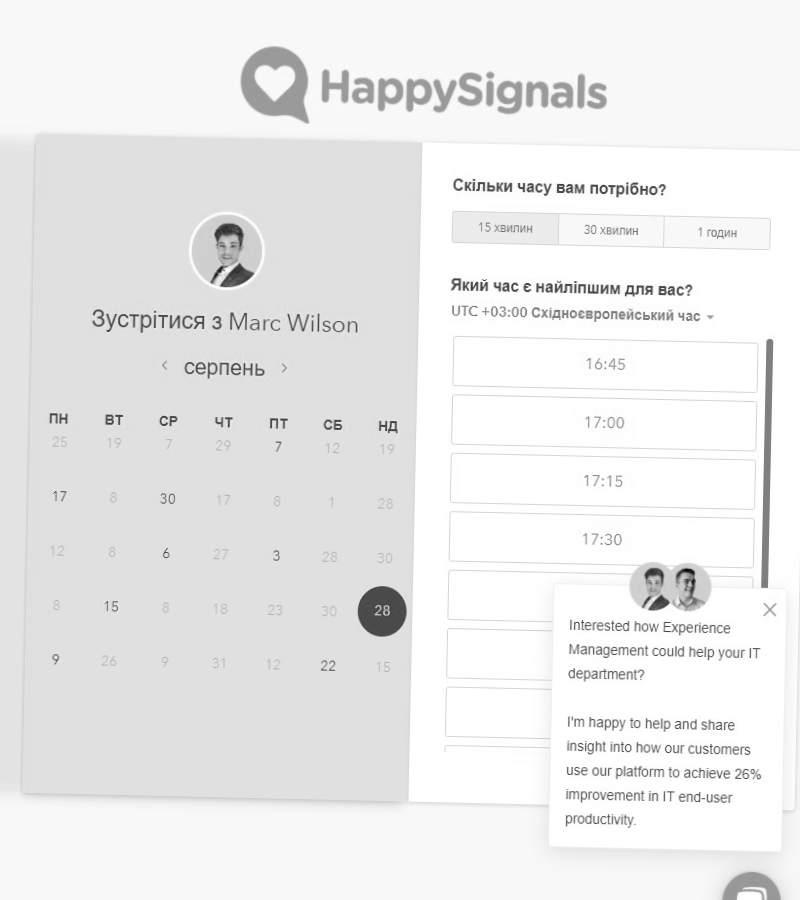 HappySignals
Зустрітися з Marc Wilson
серпень
ПН ВТ СР ЧТ ПТ СБ НД
25 19 7 29 7 12 19
17 8 30 17 8 1 28
12 8 6 27 3 28 30
8 15 8 18 23 30 28
9 26 9 31 12 22 15
Скільки часу вам потрібно?
15 хвилин 30 хвилин 1 годин
Який час є найліпшим для вас?
UTC +03:00 Східноєвропейський час
16:45
17:00
17:15
17:30
Interested how Experience
Management could help your IT
department?
I'm happy to help and share
insight into how our customers
use our platform to achieve 26%
improvement in IT end-user
productivity.